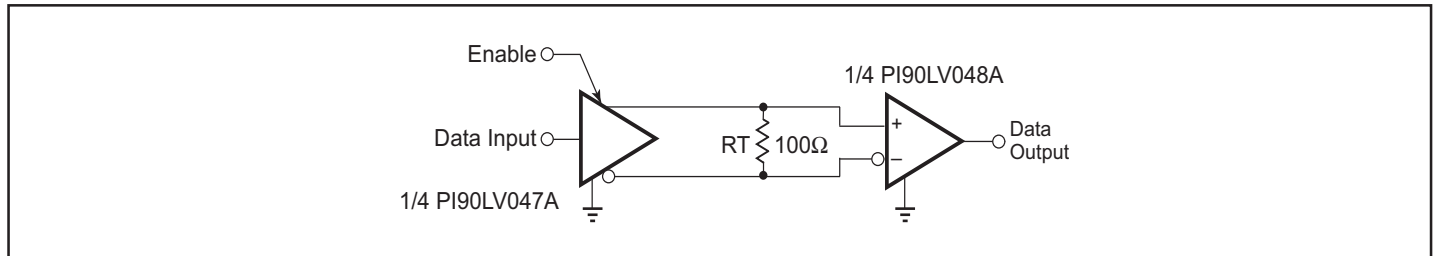 Enable
1/4 PI90LV048A
+
Data Input
RT
100Ω
–
Data
Output
1/4 PI90LV047A